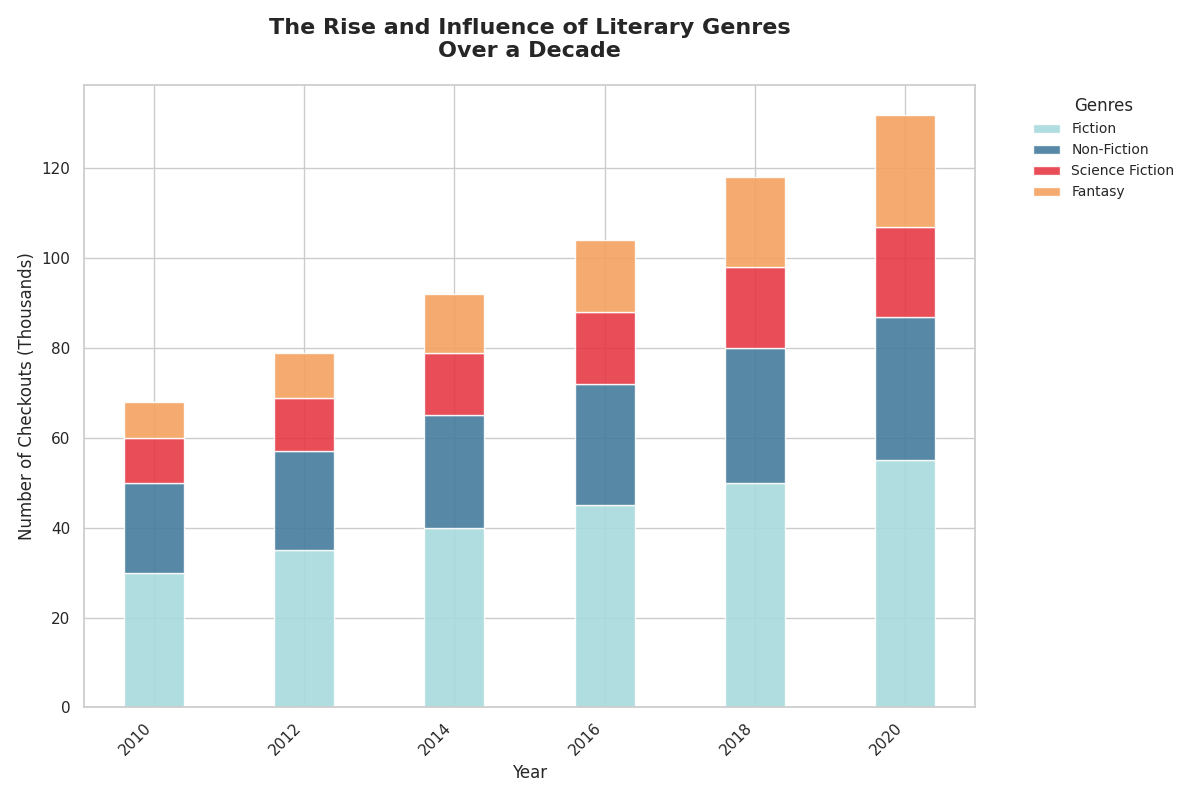 The Rise and Influence of Literary Genres
Over a Decade
Genres
Fiction
Non-Fiction
Science Fiction
Fantasy
Number of Checkouts (Thousands)
120
100
80
60
40
20
0
2010
2012
2014
2016
2018
2020
Year